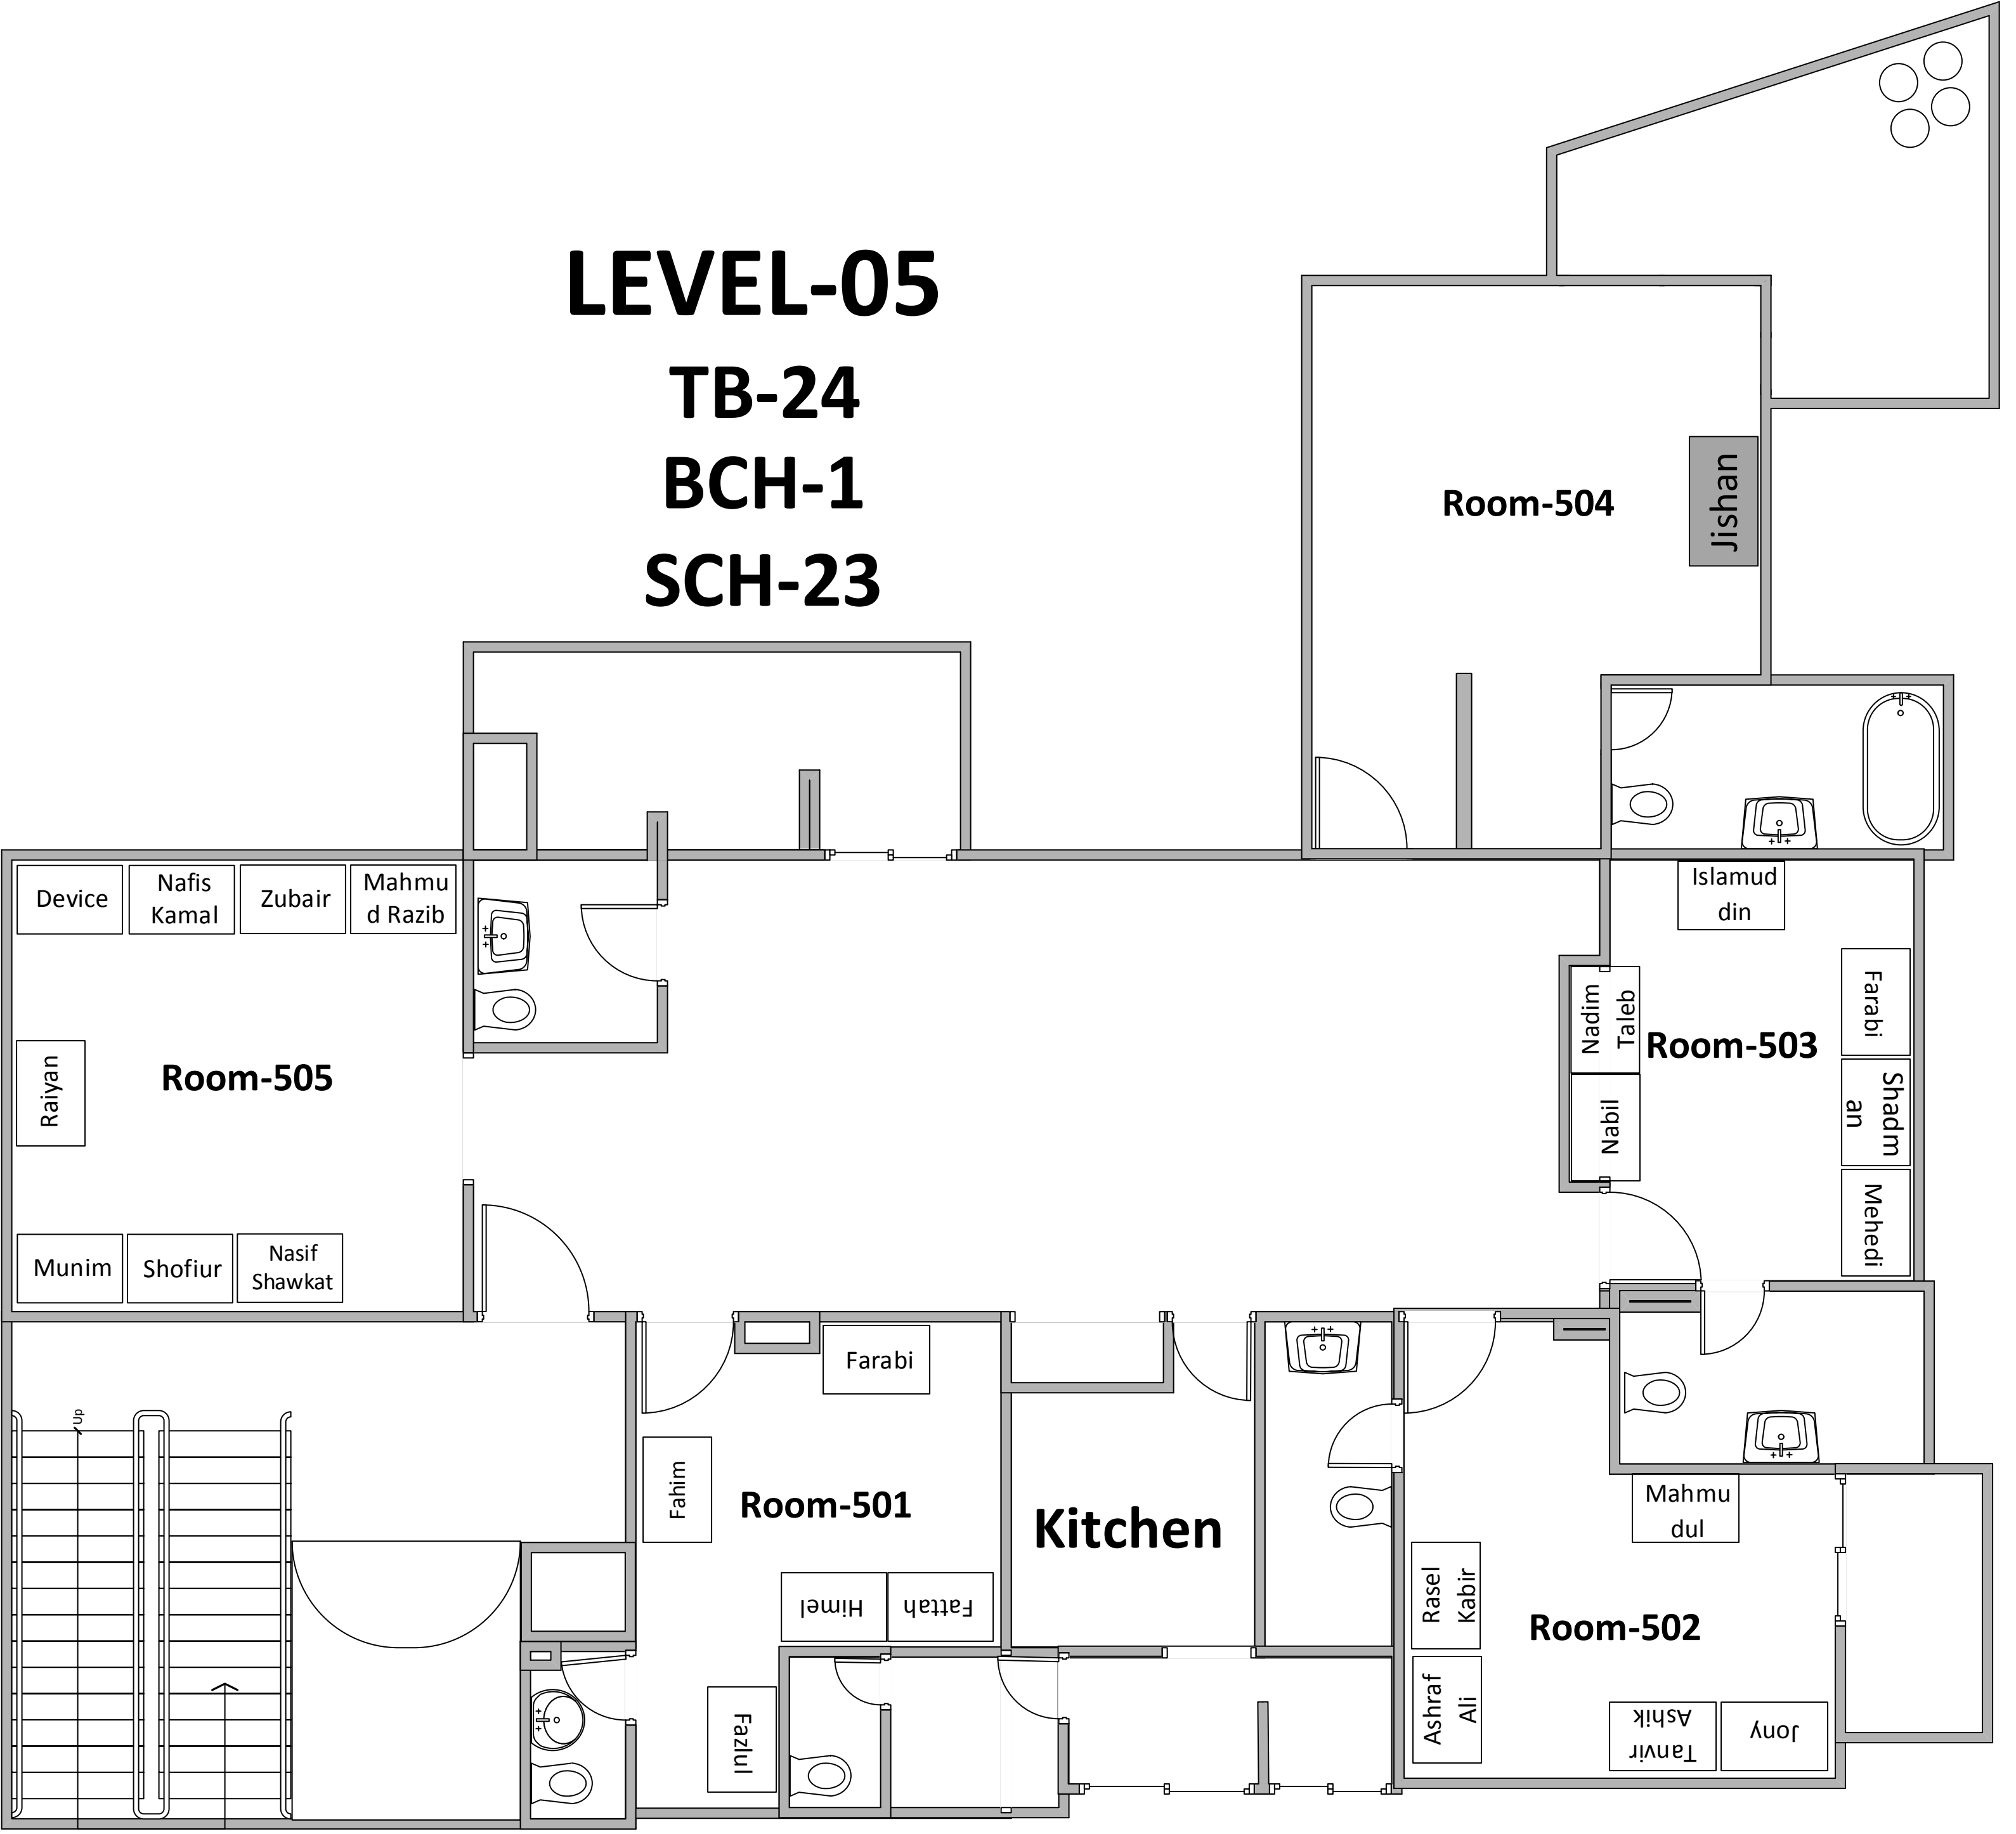 LEVEL-05
TB-24
BCH-1
SCH-23
Room-504
Jishan
Device
Nafis
Kamal
Zubair
Mahmu
d Razib
Raiyan
Room-505
Munim
Shofiur
Nasif
Shawkat
Islamud
din
Nadim
Taleb
Nabil
Room-503
Farabi
Shadm
an
Mehedi
Up
Farabi
Fahim
Room-501
Himel
Fattah
Fazlul
Kitchen
Mahmu
dul
Rasel
Kabir
Room-502
Ashraf
Ali
Tanvir
Ashik
Jony